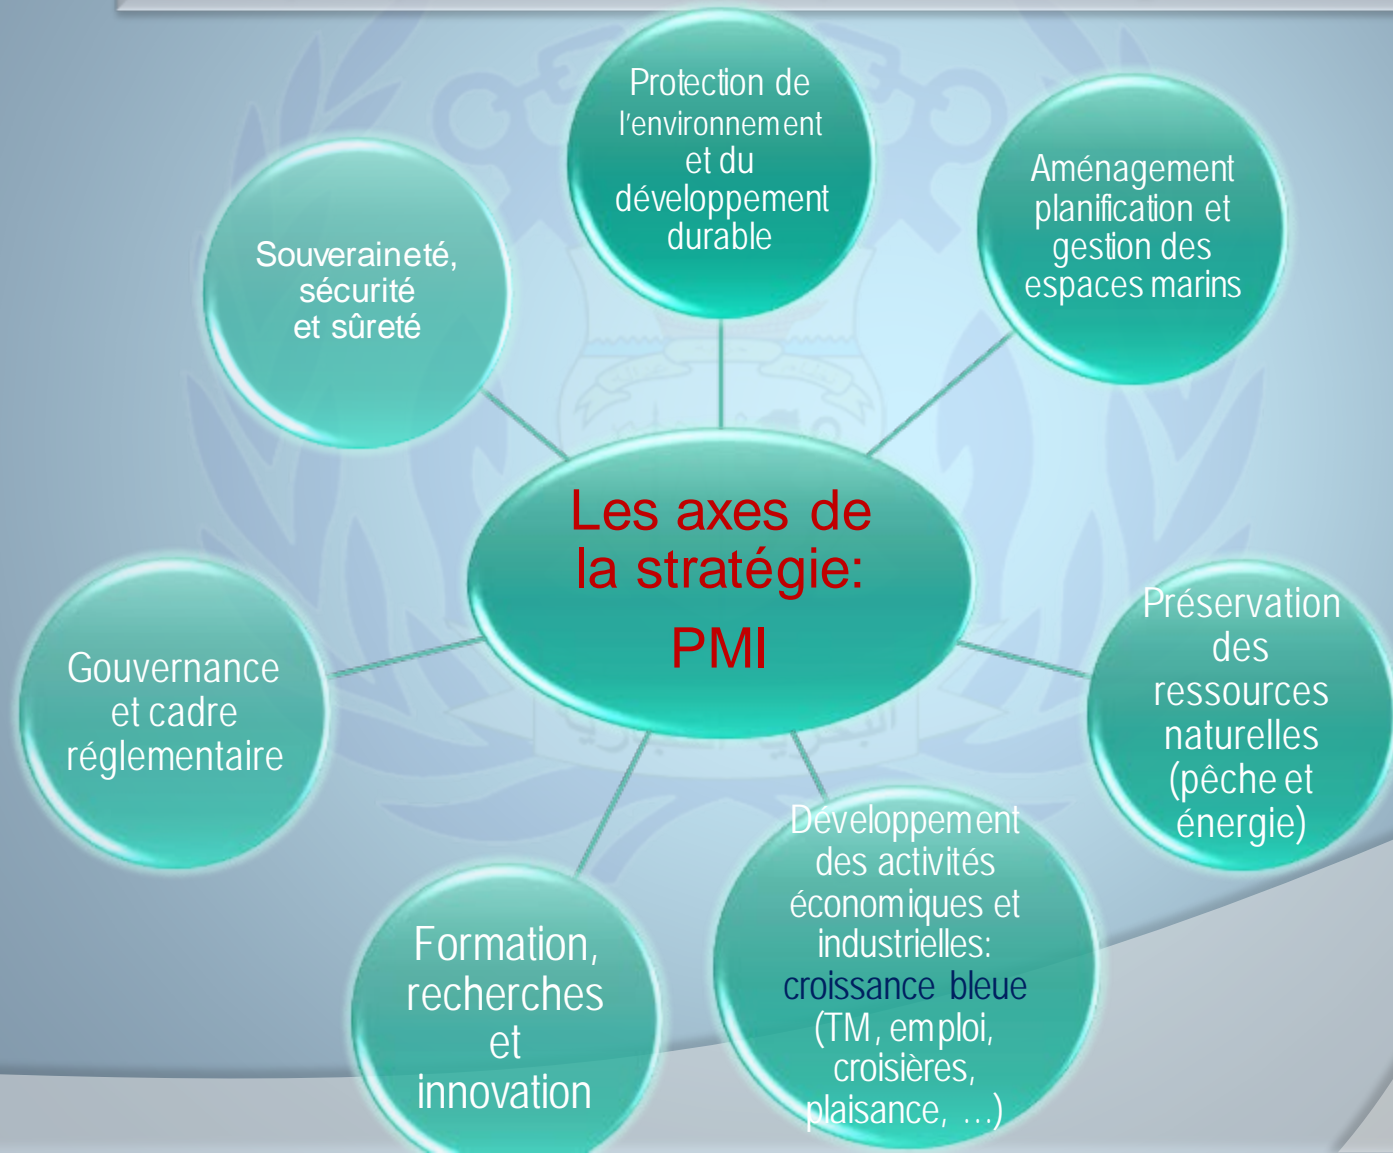 Protection de
l'environnement
et du
développement
durable
Aménagement
planification et
gestion des
espaces marins
Souveraineté,
sécurité
et sûreté
Les axes de
la stratégie:
PMI
Préservation
des
ressources
naturelles
(pêche et
énergie)
Gouvernance
et cadre
réglementaire
Développement
des activités
économiques et
industrielles:
croissance bleue
(TM, emploi,
croisières,
plaisance, ...)
Formation,
recherches
et
innovation